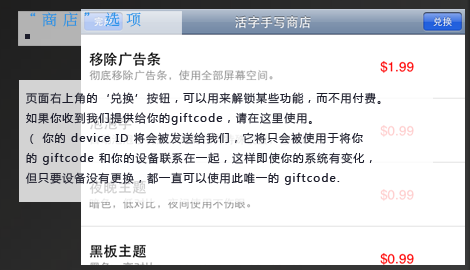 “商店”选项
活字手写商店
兑换
移除广告条
彻底移除广告条，使用全部屏幕空间。
$1.99
页面右上角的‘兑换’按钮，可以用来解锁某些功能，而不用付费。
如果你收到我们提供给你的giftcode，请在这里使用。
$0.99
（ 你的 device ID 将会被发送给我们，它将只会被使用于将你
的 giftcode 和你的设备联系在一起，这样即使你的系统有变化，
但只要设备没有更换，都一直可以使用此唯一的 giftcode.
夜晚主题
$0.99
暗色，低对比，夜间使用不伤眼。
黑板主题
$0.99